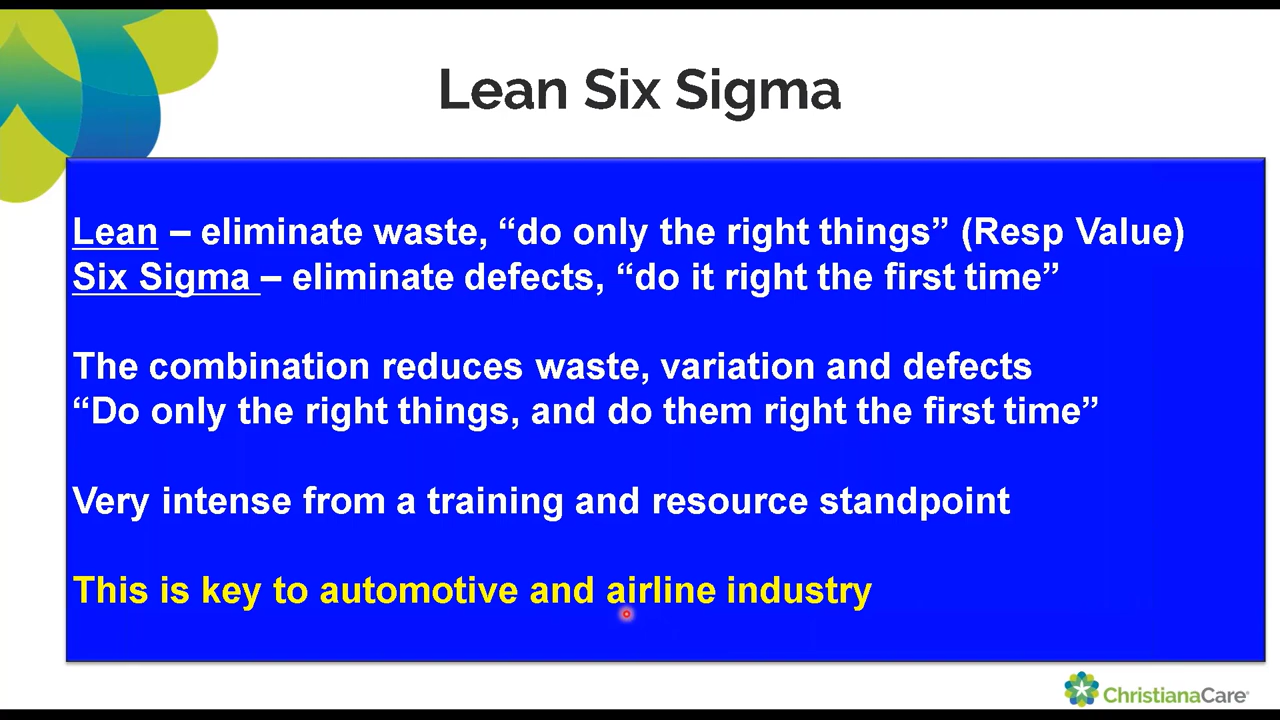 Lean Six Sigma
Lean – eliminate waste, “do only the right things” (Resp Value)
Six Sigma – eliminate defects, “do it right the first time”
The combination reduces waste, variation and defects
“Do only the right things, and do them right the first time”
Very intense from a training and resource standpoint
This is key to automotive and airline industry
ChristianaCare®